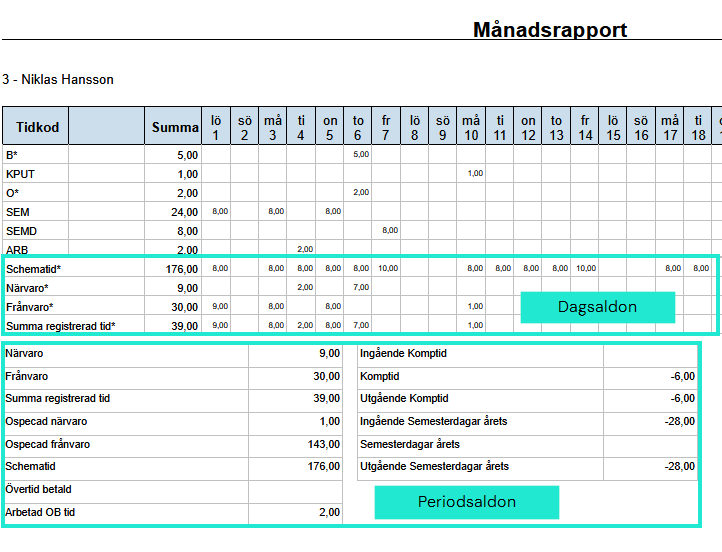 Månadsrapport
3 - Niklas Hansson
Tidkod Summa lö 1 sö 2 må 3 ti 4 on 5 to 6 fr 7 lö 8 sö 9 må 10 ti 11 on 12 to 13 fr 14 lö 15 sö 16 må 17 ti 18
B* 5,00 5,00
KPUT 1,00 1,00
O* 2,00 2,00
SEM 24,00 8,00 8,00 8,00
SEMD 8,00 8,00
ARB 2,00 2,00
Schematid* 176,00 8,00 8,00 8,00 8,00 8,00 10,00 8,00 8,00 8,00 8,00 10,00 8,00 8,00
Närvaro* 9,00 2,00 7,00
Frånvaro* 30,00 9,00 8,00 8,00 1,00
Summa registrerad tid* 39,00 9,00 8,00 2,00 8,00 7,00 1,00
Dagsaldon
Närvaro 9,00 Ingående Komptid
Frånvaro 30,00 Komptid -6,00
Summa registrerad tid 39,00 Utgående Komptid -6,00
Ospecad närvaro 1,00 Ingående Semesterdagar årets -28,00
Ospecad frånvaro 143,00 Semesterdagar årets
Schematid 176,00 Utgående Semesterdagar årets -28,00
Övertid betald
Arbetad OB tid 2,00
Periodsaldon